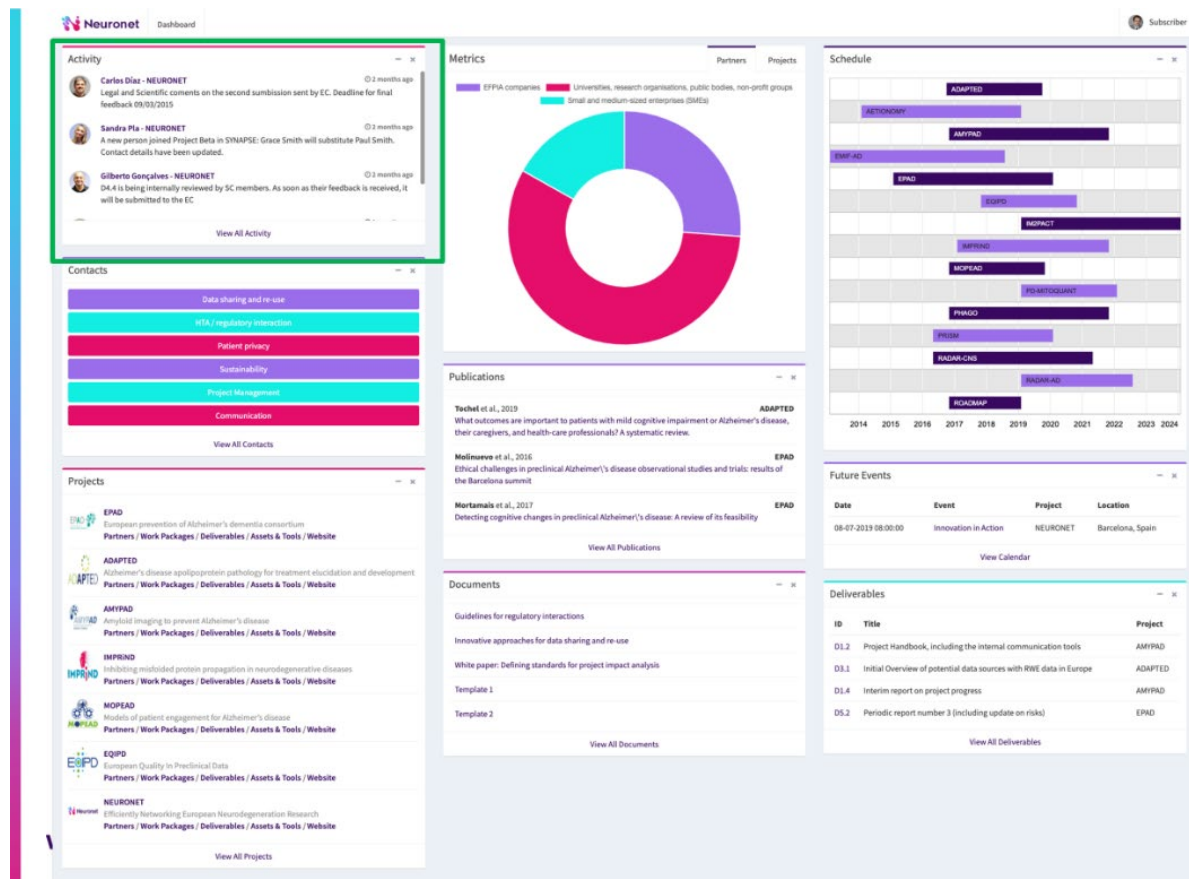 Neuronet
Dashboard
Subscriber
Activity
Carlos Díaz - NEURONET
2 months ago
Legal and Scientific coments on the second sumbission sent by EC. Deadline for final
feedback 09/03/2015
Sandra Pla - NEURONET
2 months ago
A new person joined Project Beta in SYNAPSE: Grace Smith will substitute Paul Smith.
Contact details have been updated.
Gilberto Gonçalves - NEURONET
2 months ago
D4.4 is being internally reviewed by SC members. As soon as their feedback is received, it
will be submitted to the EC
View All Activity
Contacts
Data sharing and re-use
HTA / regulatory interaction
Patient privacy
Sustainability
Project Management
Communication
View All Contacts
Projects
EPAD
European prevention of Alzheimer's dementia consortium
Partners / Work Packages / Deliverables / Assets & Tools / Website
ADAPTED
Alzheimer's disease apolipoprotein pathology for treatment elucidation and development
Partners / Work Packages / Deliverables / Assets & Tools / Website
AMYPAD
Amyloid imaging to prevent Alzheimer's disease
Partners / Work Packages / Deliverables / Assets & Tools / Website
IMPRiND
Inhibiting misfolded protein propagation in neurodegenerative diseases
Partners / Work Packages / Deliverables / Assets & Tools / Website
MOPEAD
Models of patient engagement for Alzheimer's disease
Partners / Work Packages / Deliverables / Assets & Tools / Website
EQIPD
European Quality In Preclinical Data
Partners / Work Packages / Deliverables / Assets & Tools / Website
NEURONET
Efficiently Networking European Neurodegeneration Research
Partners / Work Packages / Deliverables / Assets & Tools / Website
View All Projects
Metrics
Partners
Projects
EFPIA companies
Universities, research organisations, public bodies, non-profit groups
Small and medium-sized enterprises (SMEs)
Publications
Tochel et al., 2019
ADAPTED
What outcomes are important to patients with mild cognitive impairment or Alzheimer's disease,
their caregivers, and health-care professionals? A systematic review.
Molinuevo et al., 2016
EPAD
Ethical challenges in preclinical Alzheimer\'s disease observational studies and trials: results of
the Barcelona summit
Mortamais et al., 2017
EPAD
Detecting cognitive changes in preclinical Alzheimer\'s disease: A review of its feasibility
View All Publications
Documents
Guidelines for regulatory interactions
Innovative approaches for data sharing and re-use
White paper: Defining standards for project impact analysis
Template 1
Template 2
View All Documents
Schedule
ADAPTED
AETIONOMY
AMYPAD
EMIF-AD
EPAD
EQIPD
IM2PACT
IMPRIND
MOPEAD
PD-MITOQUANT
PHAGO
PRISM
RADAR-CNS
RADAR-AD
ROADMAP
2014 2015 2016 2017 2018 2019 2020 2021 2022 2023 2024
Future Events
Date Event Project Location
08-07-2019 08:00:00 Innovation in Action NEURONET Barcelona, Spain
View Calendar
Deliverables
ID Title Project
D1.2 Project Handbook, including the internal communication tools AMYPAD
D3.1 Initial Overview of potential data sources with RWE data in Europe ADAPTED
D1.4 Interim report on project progress AMYPAD
D5.2 Periodic report number 3 (including update on risks) EPAD
View All Deliverables